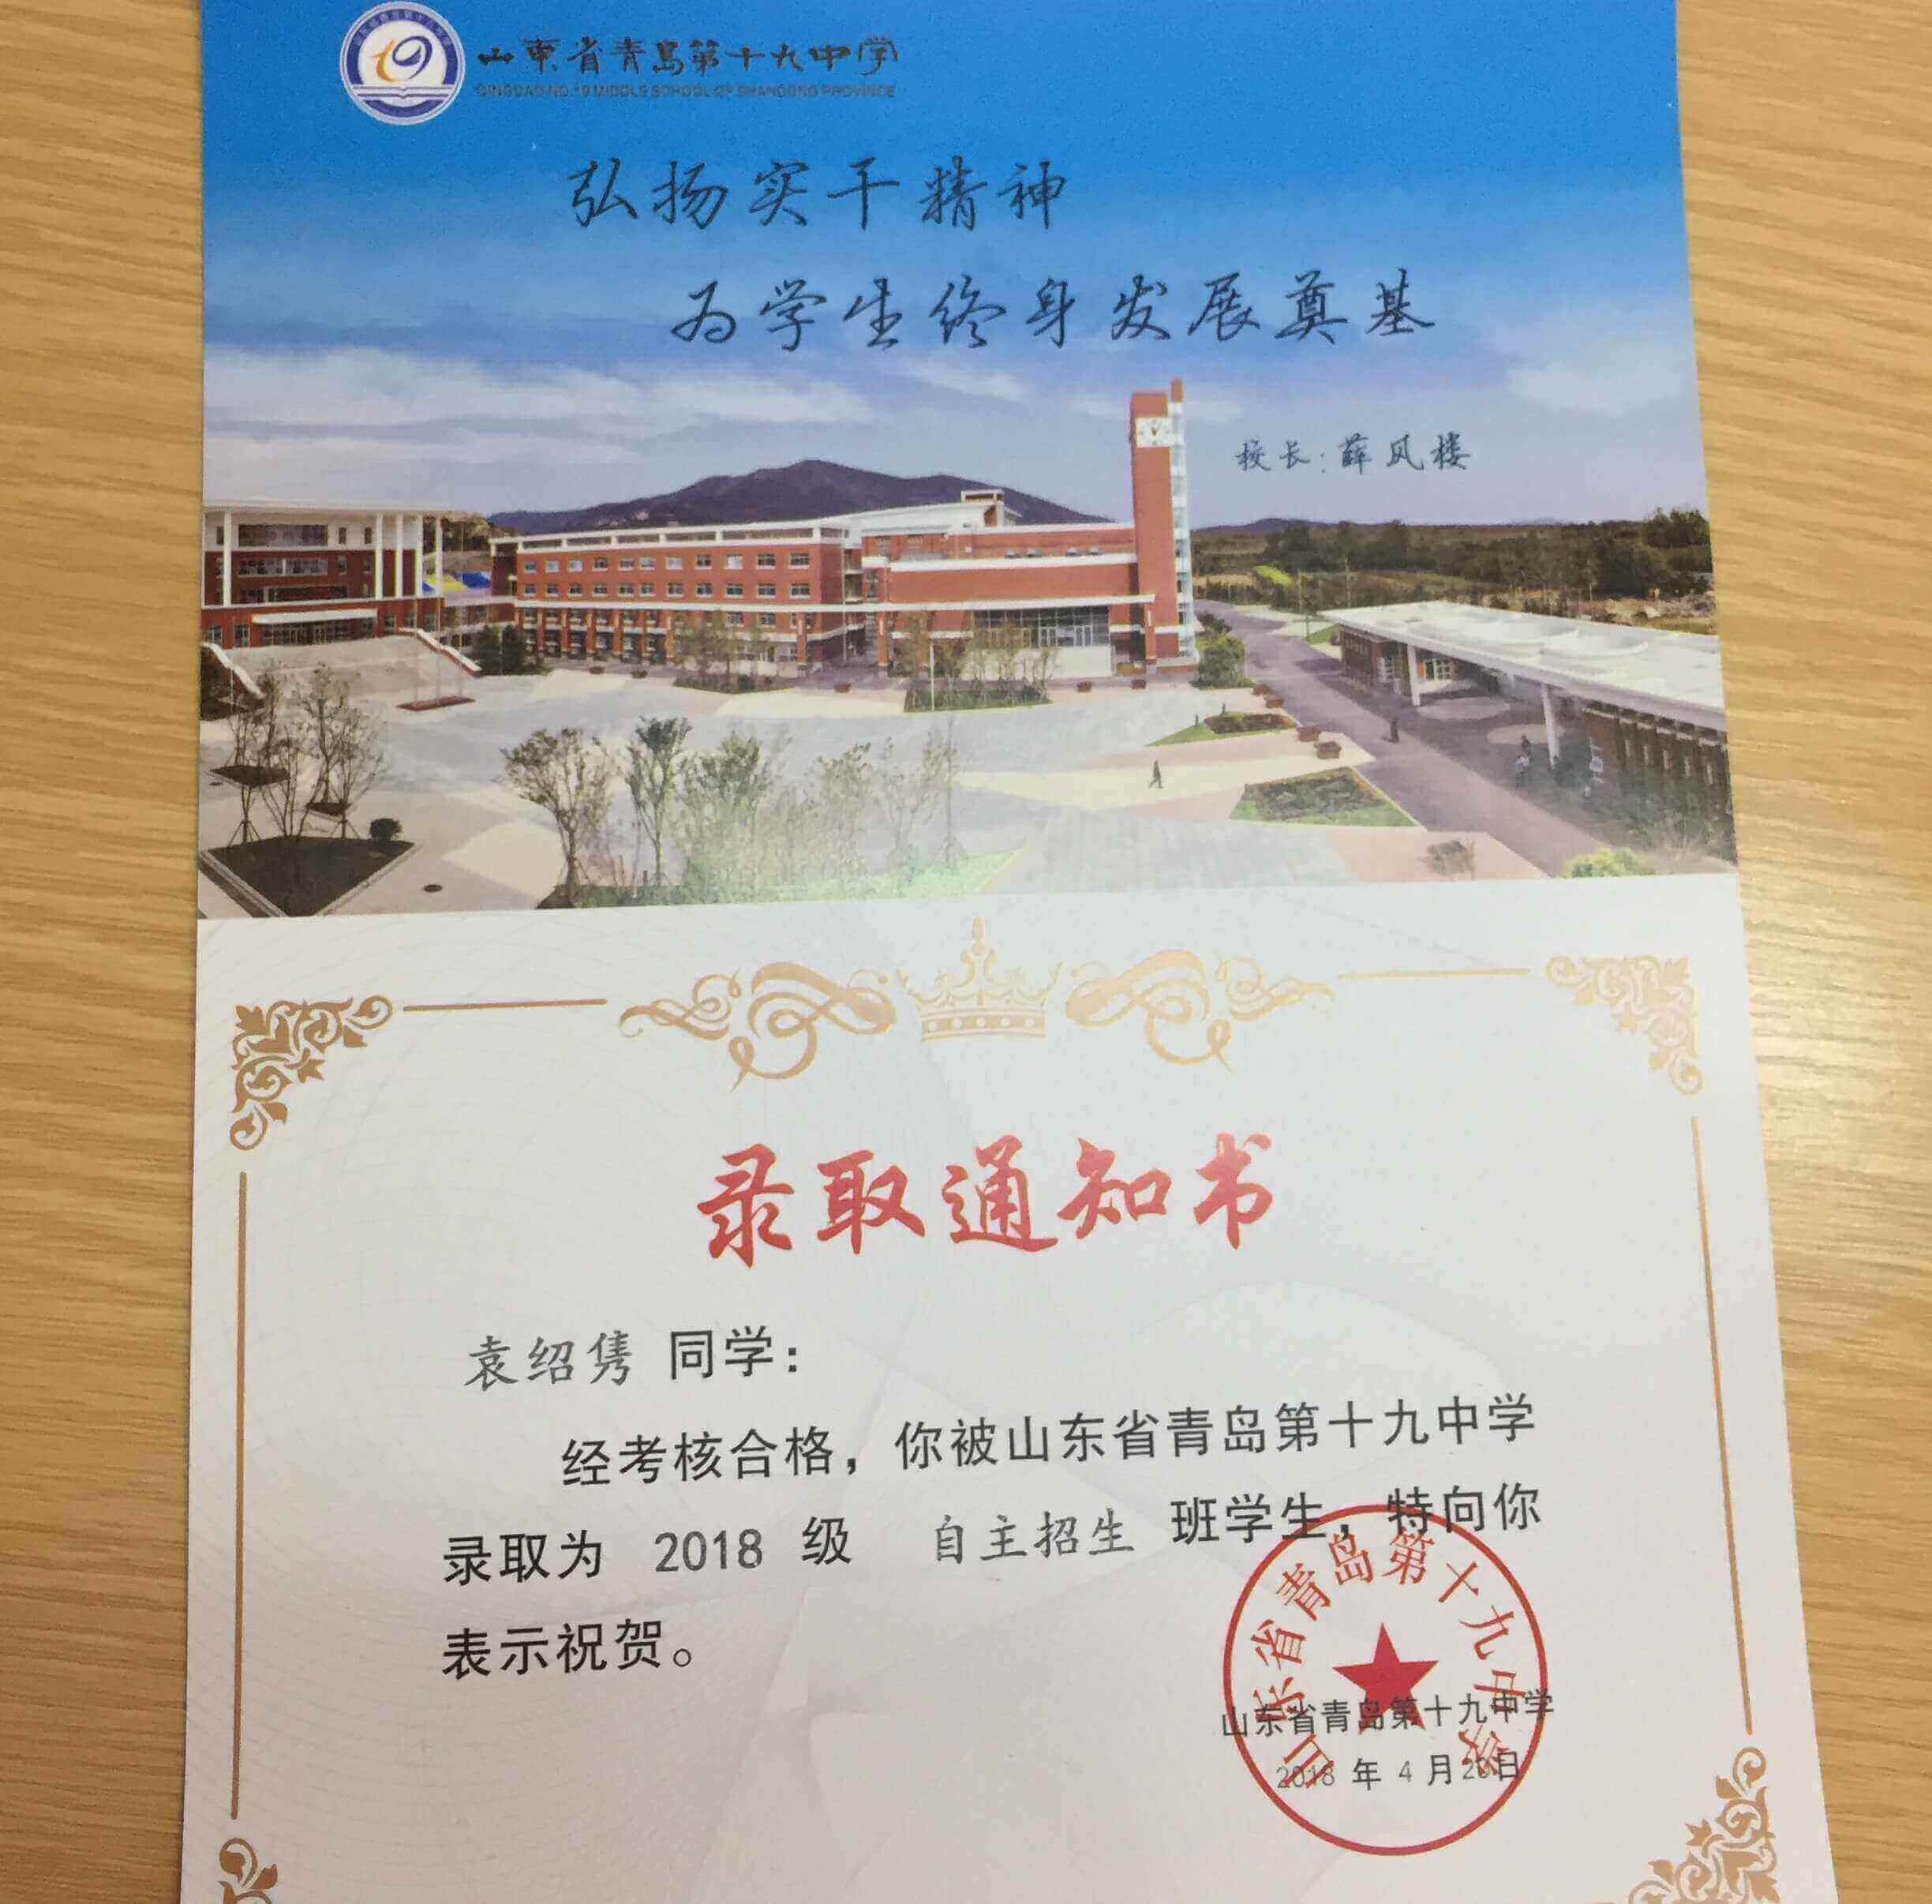 山东省青岛第十九中学
QINGDAO NO.19 MIDDLE SCHOOL OF SHANDONG PROVINCE
弘扬实干精神
为学生终身发展奠基
校长:薛风楼
录取通知书
袁绍隽 同学:
经考核合格，你被山东省青岛第十九中学
录取为 2018 级 自主招生 班学生，特向你
表示祝贺。
山东省青岛第十九中学
山东省青岛第十九中学
2018 年 4 月 日